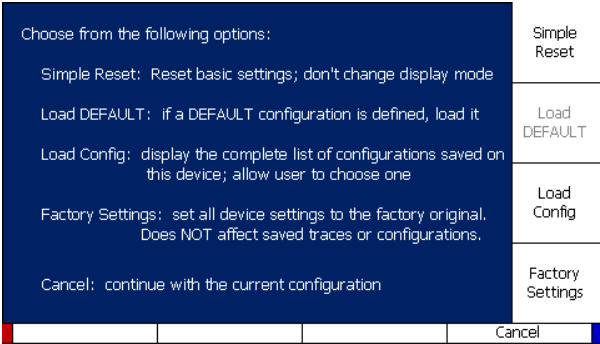 Choose from the following options:
Simple Reset: Reset basic settings; don't change display mode
Load DEFAULT: if a DEFAULT configuration is defined, load it
Load Config: display the complete list of configurations saved on
this device; allow user to choose one
Factory Settings: set all device settings to the factory original.
Does NOT affect saved traces or configurations.
Cancel: continue with the current configuration
Simple
Reset
Load
DEFAULT
Load
Config
Factory
Settings
Cancel